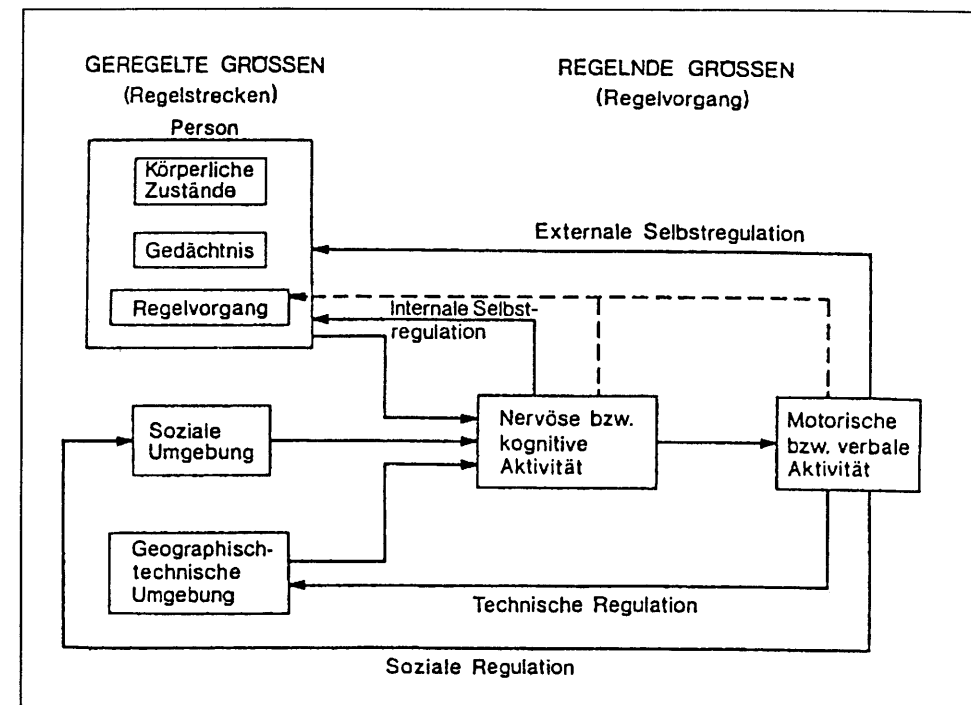 GEREGELTE GRÖSSEN
(Regelstrecken)
REGELNDE GRÖSSEN
(Regelvorgang)
Person
Körperliche
Zustände
Gedächtnis
Regelvorgang
Externale Selbstregulation
Internale Selbst-
regulation
Soziale
Umgebung
Nervöse bzw.
kognitive
Aktivität
Motorische
bzw. verbale
Aktivität
Geographisch-
technische
Umgebung
Technische Regulation
Soziale Regulation